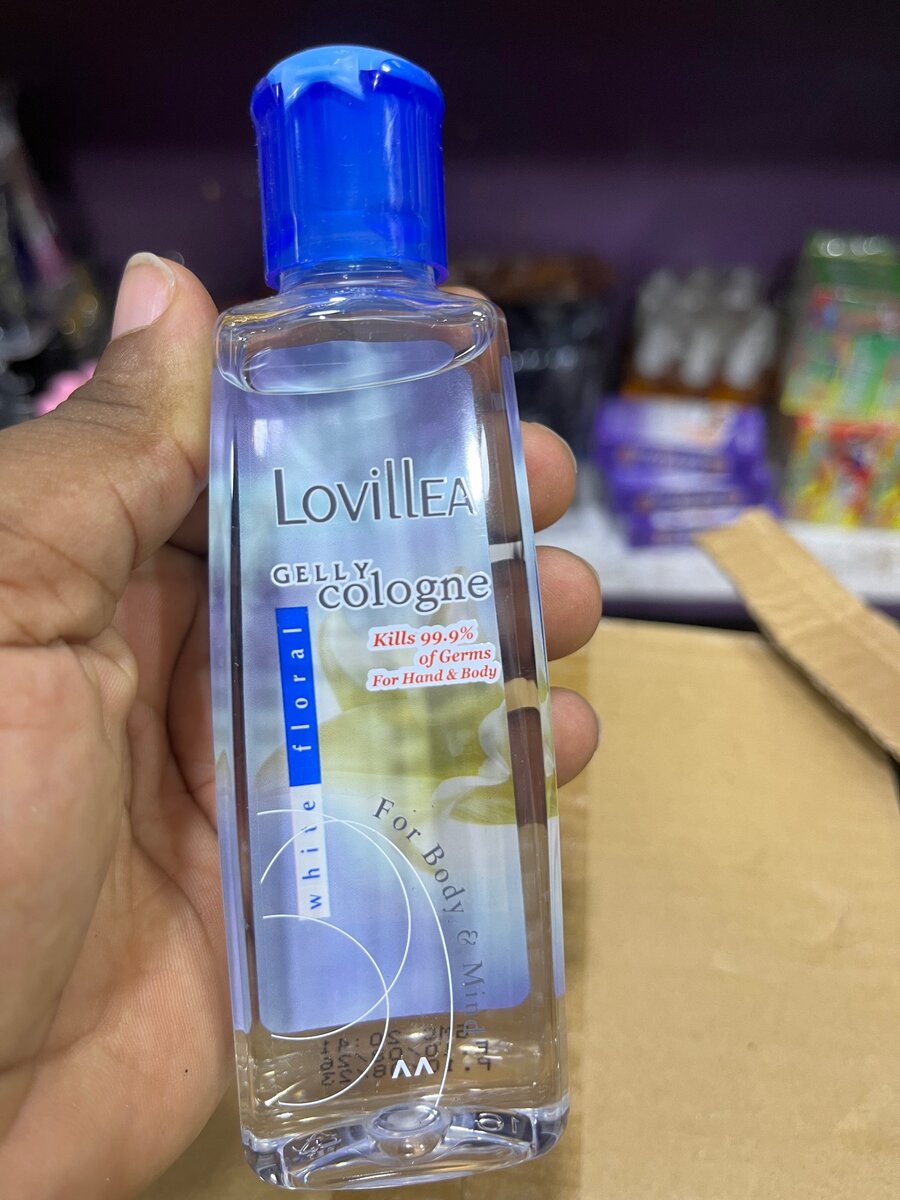 LovillEA
GELLY
cologne
Kills 99.9%
of Germs
For Hand & Body
white floral
For Body & Mind